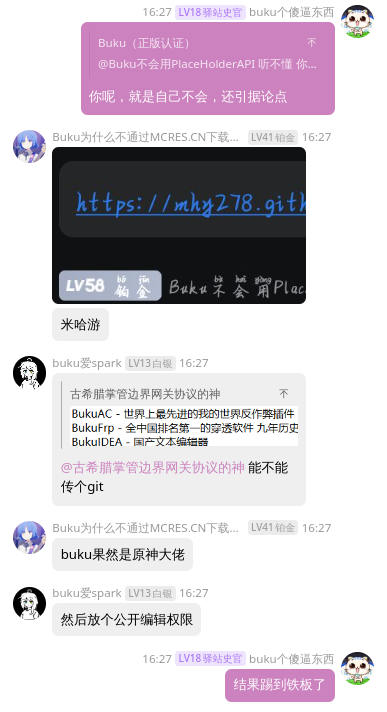 16:27 LV18 驿站史官 buku个傻逼东西
Buku（正版认证）
@Buku不会用PlaceHolderAPI 听不懂 你...
你呢，就是自己不会，还引据论点
Buku为什么不通过MCRES.CN下载... LV41 铂金 16:27
https://mhy278.gith
LV58 铂金 Buku不会用Plac
米哈游
buku爱spark LV13 白银 16:27
古希腊掌管边界网关协议的神
BukuAC - 世界上最先进的我的世界反作弊插件
BukuFrp - 全中国排名第一的穿透软件 九年历史
BukuIDEA - 国产文本编辑器
@古希腊掌管边界网关协议的神 能不能
传个git
Buku为什么不通过MCRES.CN下载... LV41 铂金 16:27
buku果然是原神大佬
buku爱spark LV13 白银 16:27
然后放个公开编辑权限
16:27 LV18 驿站史官 buku个傻逼东西
结果踢到铁板了